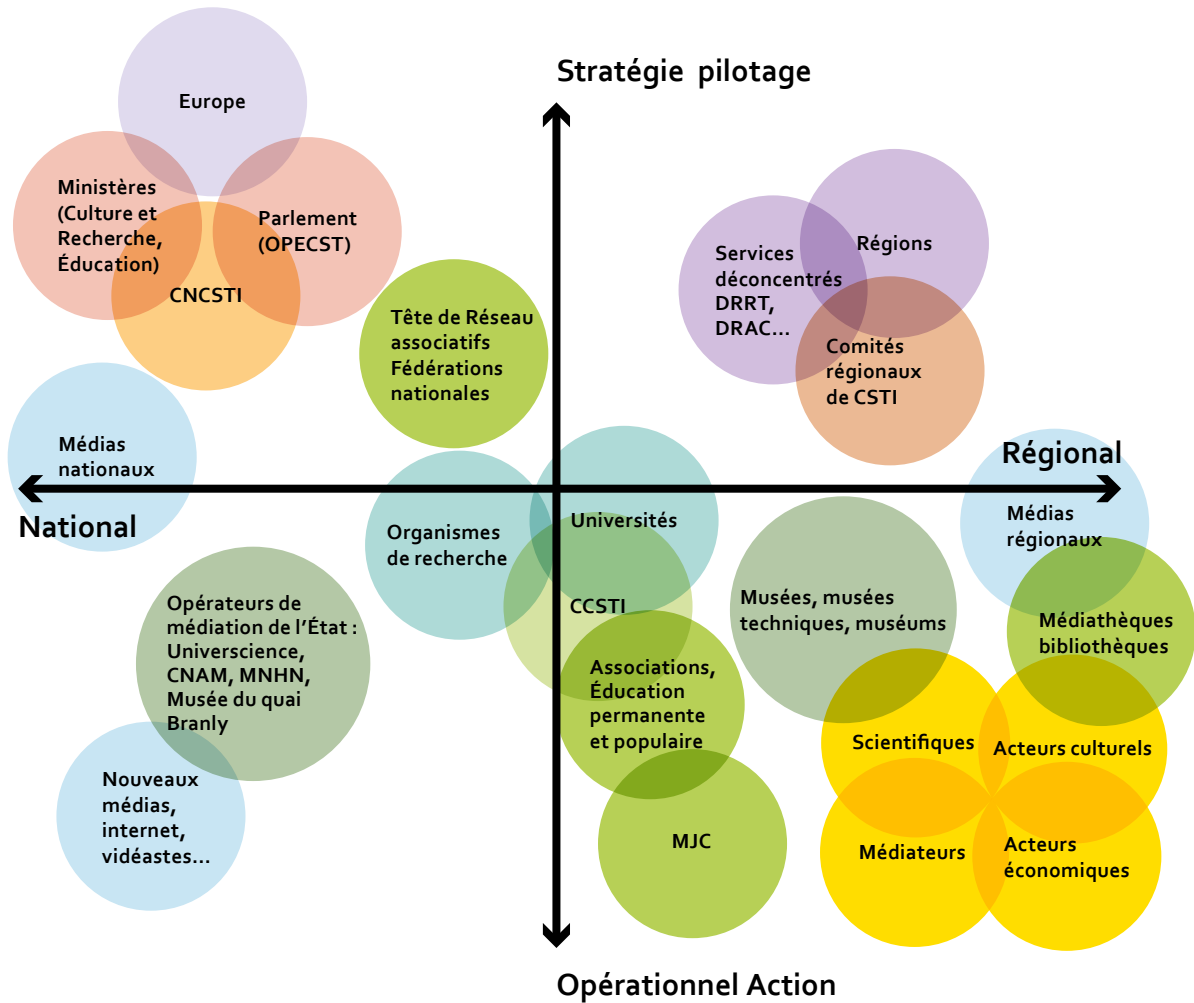 Stratégie pilotage
Europe
Ministères
(Culture et
Recherche,
Éducation)
Parlement
(OPECST)
CNCSTI
Services
déconcentrés
DRRT,
DRAC...
Régions
Tête de Réseau
associatifs
Fédérations
nationales
Comités
régionaux
de CSTI
Médias
nationaux
Régional
National
Organismes
de recherche
Universités
Médias
régionaux
Opérateurs de
médiation de l'État :
Universcience,
CNAM, MNHN,
Musée du quai
Branly
CCSTI
Musées, musées
techniques, muséums
Médiathèques
bibliothèques
Associations,
Éducation
permanente
et populaire
Scientifiques
Acteurs culturels
Nouveaux
médias,
internet,
vidéastes...
MJC
Médiateurs
Acteurs
économiques
Opérationnel Action